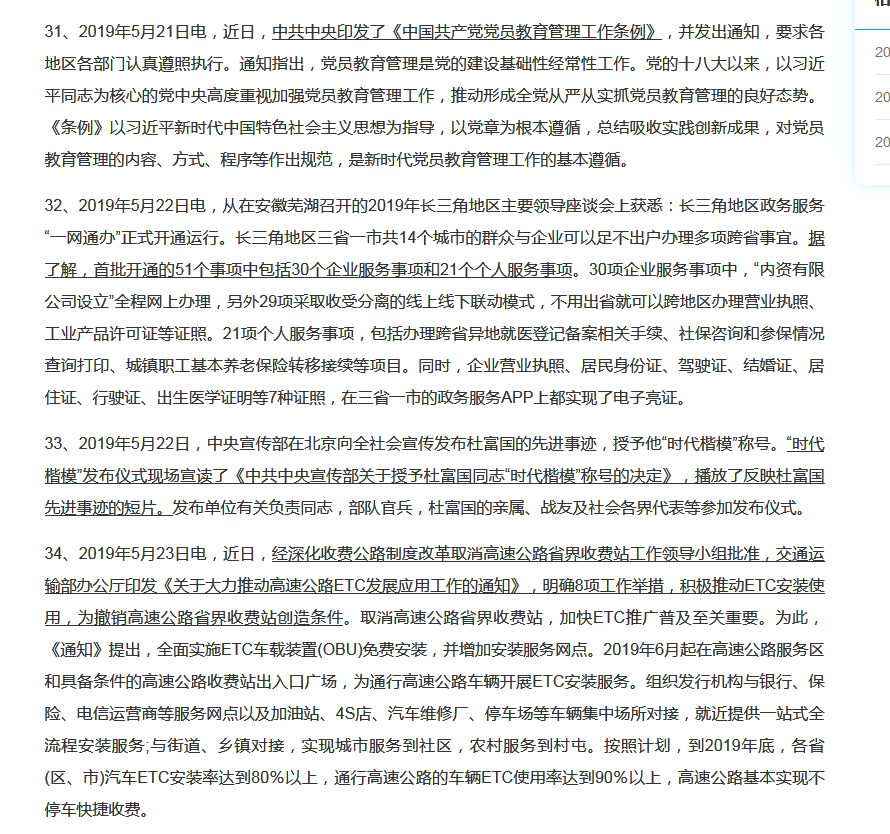 31、2019年5月21日电，近日，中共中央印发了《中国共产党党员教育管理工作条例》，并发出通知，要求各
地区各部门认真遵照执行。通知指出，党员教育管理是党的建设基础性经常性工作。党的十八大以来，以习近
平同志为核心的党中央高度重视加强党员教育管理工作，推动形成全党从严从实抓党员教育管理的良好态势。
《条例》以习近平新时代中国特色社会主义思想为指导，以党章为根本遵循，总结吸收实践创新成果，对党员
教育管理的内容、方式、程序等作出规范，是新时代党员教育管理工作的基本遵循。
32、2019年5月22日电，从在安徽芜湖召开的2019年长三角地区主要领导座谈会上获悉：长三角地区政务服务
“一网通办”正式开通运行。长三角地区三省一市共14个城市的群众与企业可以足不出户办理多项跨省事宜。据
了解，首批开通的51个事项中包括30个企业服务事项和21个个人服务事项。30项企业服务事项中，“内资有限
公司设立”全程网上办理，另外29项采取收受分离的线上线下联动模式，不用出省就可以跨地区办理营业执照、
工业产品许可证等证照。21项个人服务事项，包括办理跨省异地就医登记备案相关手续、社保咨询和参保情况
查询打印、城镇职工基本养老保险转移接续等项目。同时，企业营业执照、居民身份证、驾驶证、结婚证、居
住证、行驶证、出生医学证明等7种证照，在三省一市的政务服务APP上都实现了电子亮证。
33、2019年5月22日，中央宣传部在北京向全社会宣传发布杜富国的先进事迹，授予他“时代楷模”称号。“时代
楷模”发布仪式现场宣读了《中共中央宣传部关于授予杜富国同志“时代楷模”称号的决定》，播放了反映杜富国
先进事迹的短片。发布单位有关负责同志，部队官兵，杜富国的亲属、战友及社会各界代表等参加发布仪式。
34、2019年5月23日电，近日，经深化收费公路制度改革取消高速公路省界收费站工作领导小组批准，交通运
输部办公厅印发《关于大力推动高速公路ETC发展应用工作的通知》，明确8项工作举措，积极推动ETC安装使
用，为撤销高速公路省界收费站创造条件。取消高速公路省界收费站，加快ETC推广普及至关重要。为此，
《通知》提出，全面实施ETC车载装置(OBU)免费安装，并增加安装服务网点。2019年6月起在高速公路服务区
和具备条件的高速公路收费站出入口广场，为通行高速公路车辆开展ETC安装服务。组织发行机构与银行、保
险、电信运营商等服务网点以及加油站、4S店、汽车维修厂、停车场等车辆集中场所对接，就近提供一站式全
流程安装服务;与街道、乡镇对接，实现城市服务到社区，农村服务到村屯。按照计划，到2019年底，各省
(区、市)汽车ETC安装率达到80%以上，通行高速公路的车辆ETC使用率达到90%以上，高速公路基本实现不
停车快捷收费。
20
20
20